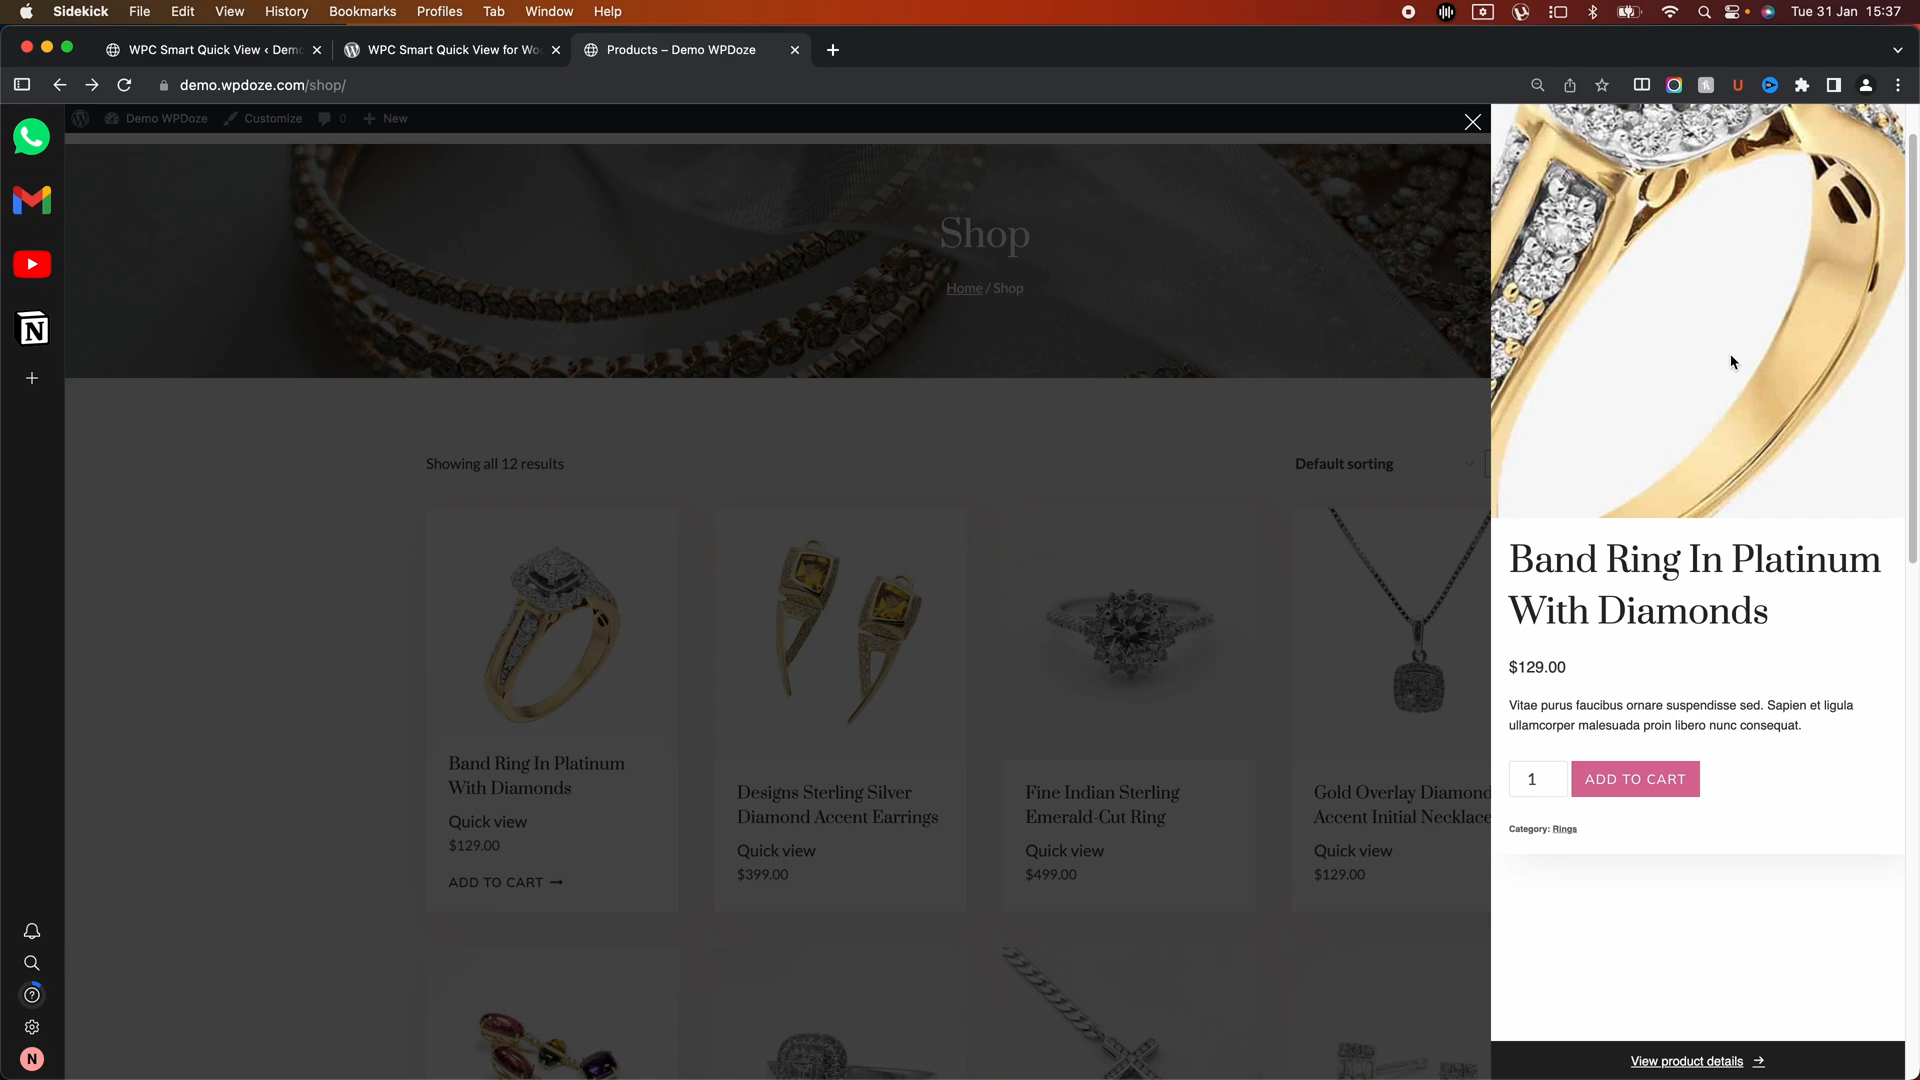 Sidekick File Edit View History Bookmarks Profiles Tab Window Help Tue 31 Jan 15:37
WPC Smart Quick View ‹ Dem WPC Smart Quick View for Wo Products – Demo WPDoze
demo.wpdoze.com/shop/
Demo WPDoze Customize 0 New
Shop
Home / Shop
Showing all 12 results
Default sorting
Band Ring In Platinum
With Diamonds
Quick view
$129.00
ADD TO CART
Designs Sterling Silver
Diamond Accent Earrings
Quick view
$399.00
Fine Indian Sterling
Emerald-Cut Ring
Quick view
$499.00
Gold Overlay Diamond
Accent Initial Necklace
Quick view
$129.00
Band Ring In Platinum
With Diamonds
$129.00
Vitae purus faucibus ornare suspendisse sed. Sapien et ligula
ullamcorper malesuada proin libero nunc consequat.
1 ADD TO CART
Category: Rings
View product details
N
N
U